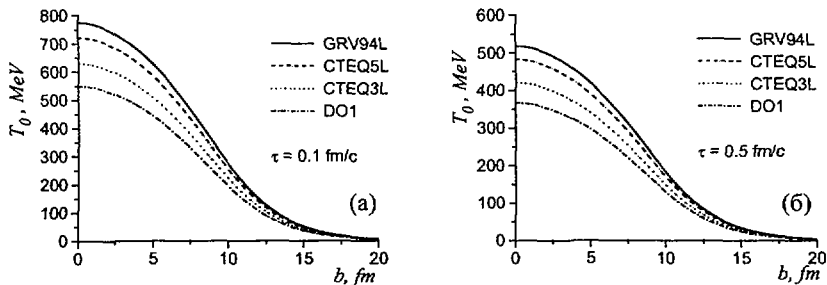 800
700
600
500
400
300
200
100
0
T₀, MeV
GRV94L
CTEQ5L
CTEQ3L
DO1
τ = 0.1 fm/c
(а)
0
5
10
15
20
b, fm
600
500
400
300
200
100
0
T₀, MeV
GRV94L
CTEQ5L
CTEQ3L
DO1
τ = 0.5 fm/c
(б)
0
5
10
15
20
b, fm